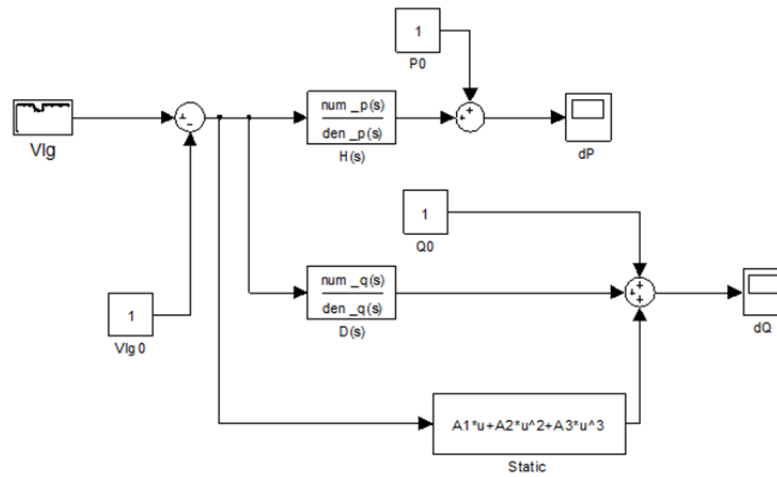 1
P0
Vlg
+
-
num _p(s)
den _p(s)
H(s)
+
+
dP
1
Q0
1
Vlg 0
num _q(s)
den _q(s)
D(s)
+
+
+
dQ
A1*u+A2*u^2+A3*u^3
Static